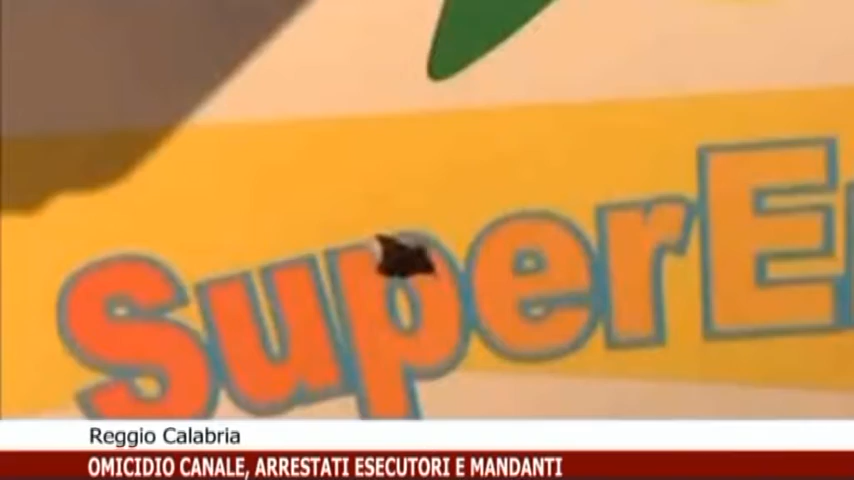 SuperE
Reggio Calabria
OMICIDIO CANALE, ARRESTATI ESECUTORI E MANDANTI